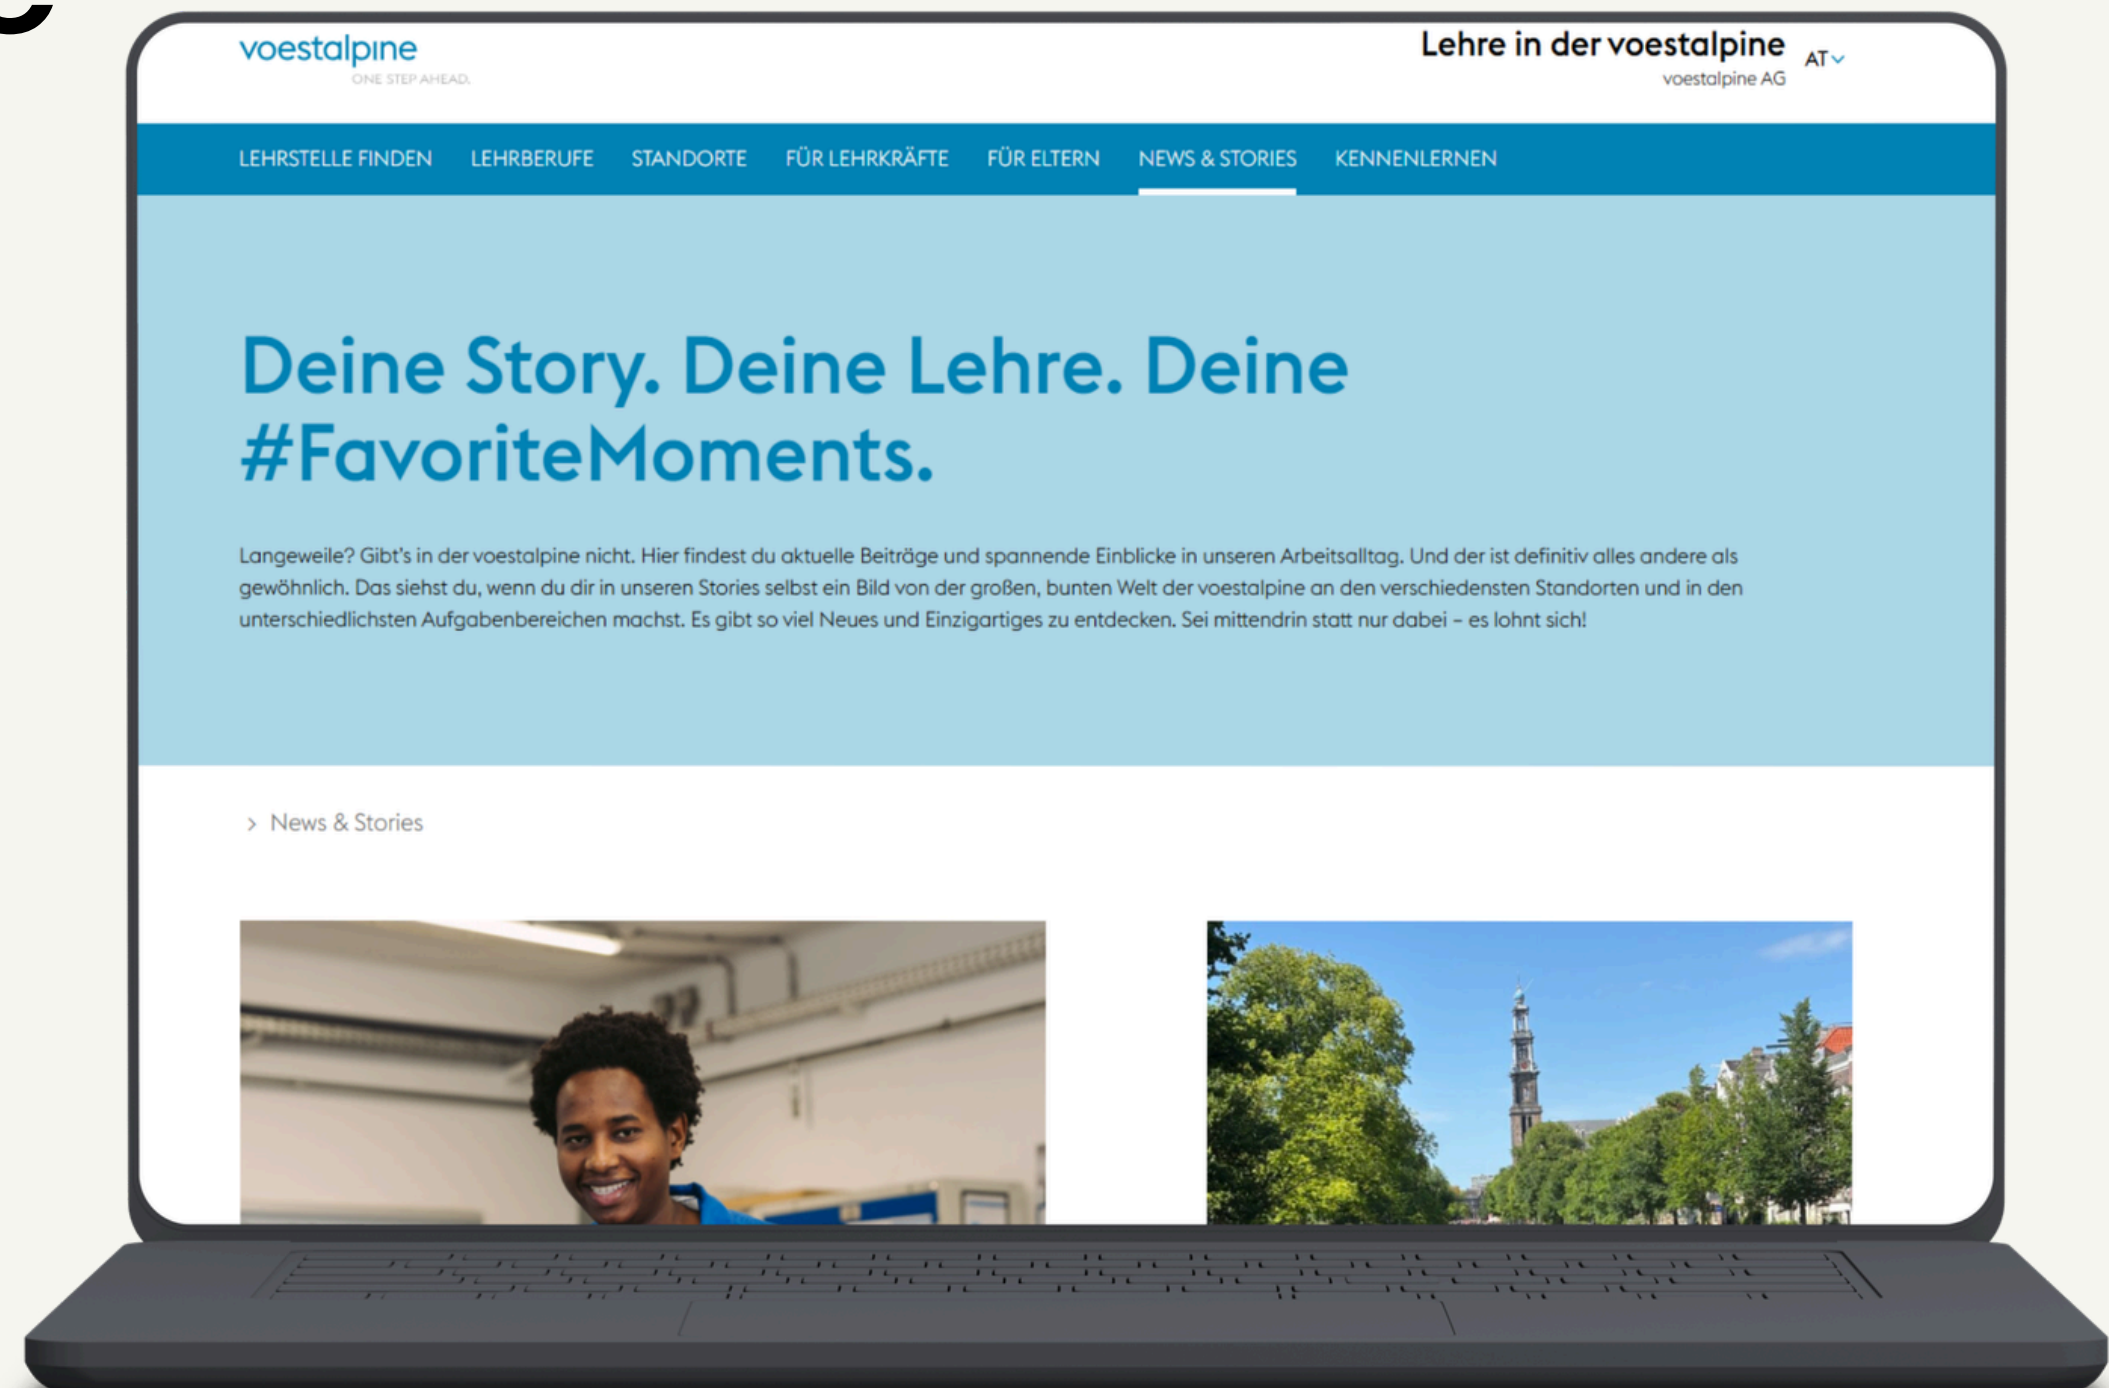 voestalpine
ONE STEP AHEAD.
Lehre in der voestalpine
voestalpine AG
AT
LEHRSTELLE FINDEN LEHRBERUFE STANDORTE FÜR LEHRKRÄFTE FÜR ELTERN NEWS & STORIES KENNENLERNEN
Deine Story. Deine Lehre. Deine
#FavoriteMoments.
Langeweile? Gibt's in der voestalpine nicht. Hier findest du aktuelle Beiträge und spannende Einblicke in unseren Arbeitsalltag. Und der ist definitiv alles andere als
gewöhnlich. Das siehst du, wenn du dir in unseren Stories selbst ein Bild von der großen, bunten Welt der voestalpine an den verschiedensten Standorten und in den
unterschiedlichsten Aufgabenbereichen machst. Es gibt so viel Neues und Einzigartiges zu entdecken. Sei mittendrin statt nur dabei – es lohnt sich!
> News & Stories